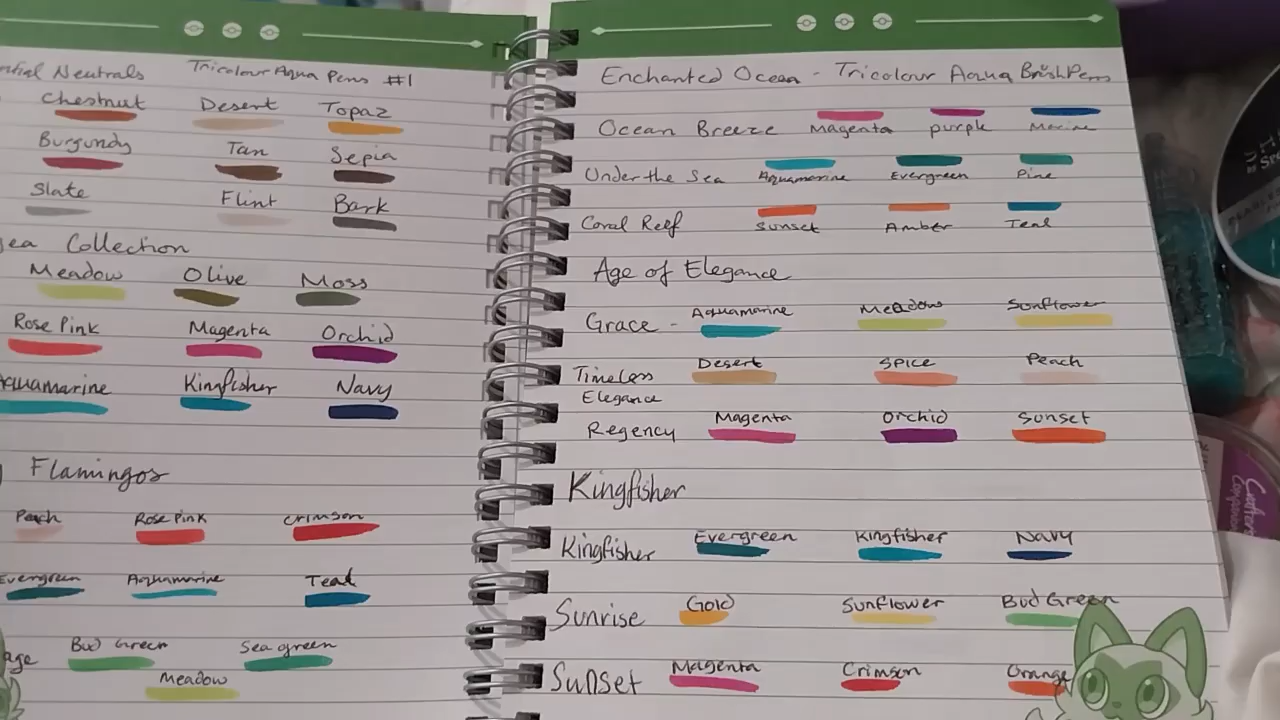 Neutrals Tricolour Aqua Pens #1
Chestnut Desert Topaz
Burgundy Tan Sepia
Slate Flint Bark
Collection
Meadow Olive Moss
Rose Pink Magenta Orchid
Aquamarine Kingfisher Navy
Flamingos
Peach Rose Pink Crimson
Evergreen Aquamarine Teal
Bud Green Sea green
Meadow
Enchanted Ocean - Tricolour Aqua Brush Pens
Ocean Breeze Magenta purple Marine
Under the Sea Aquamarine Evergreen Pine
Coral Reef Sunset Amber Teal
Age of Elegance
Grace - Aquamarine Meadow Sunflower
Timeless Desert Spice Peach
Elegance
Regency Magenta Orchid Sunset
Kingfisher
Kingfisher Evergreen Kingfisher Navy
Sunrise Gold Sunflower Bud Green
Sunset Magenta Crimson Orange
Crafter's
Companion